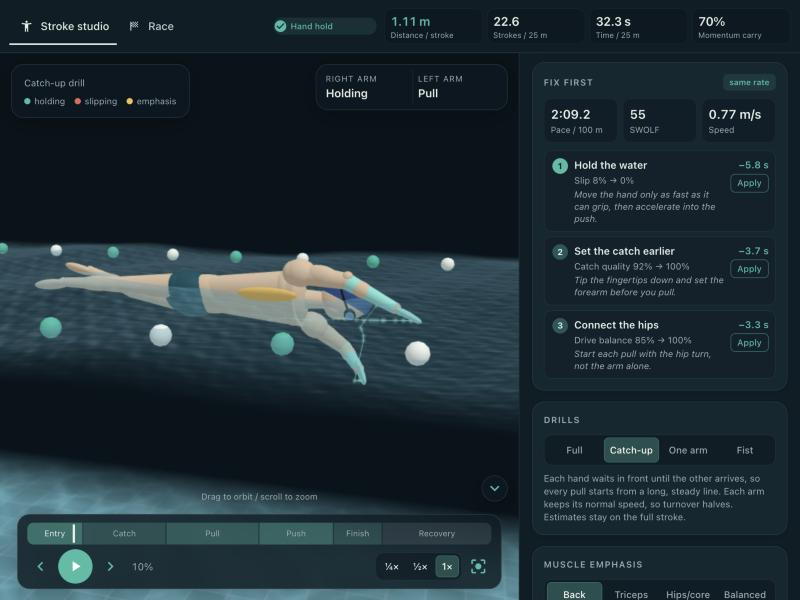 Stroke studio
Race
Hand hold
1.11 m
Distance / stroke
22.6
Strokes / 25 m
32.3 s
Time / 25 m
70%
Momentum carry
Catch-up drill
holding
slipping
emphasis
RIGHT ARM
Holding
LEFT ARM
Pull
Drag to orbit / scroll to zoom
Entry
Catch
Pull
Push
Finish
Recovery
10%
¼×
½×
1×
FIX FIRST
same rate
2:09.2
Pace / 100 m
55
SWOLF
0.77 m/s
Speed
1
Hold the water
−5.8 s
Slip 8% → 0%
Apply
Move the hand only as fast as it
can grip, then accelerate into the
push.
2
Set the catch earlier
−3.7 s
Catch quality 92% → 100%
Apply
Tip the fingertips down and set the
forearm before you pull.
3
Connect the hips
−3.3 s
Drive balance 85% → 100%
Apply
Start each pull with the hip turn,
not the arm alone.
DRILLS
Full
Catch-up
One arm
Fist
Each hand waits in front until the other arrives, so
every pull starts from a long, steady line. Each arm
keeps its normal speed, so turnover halves.
Estimates stay on the full stroke.
MUSCLE EMPHASIS
Back
Triceps
Hips/core
Balanced